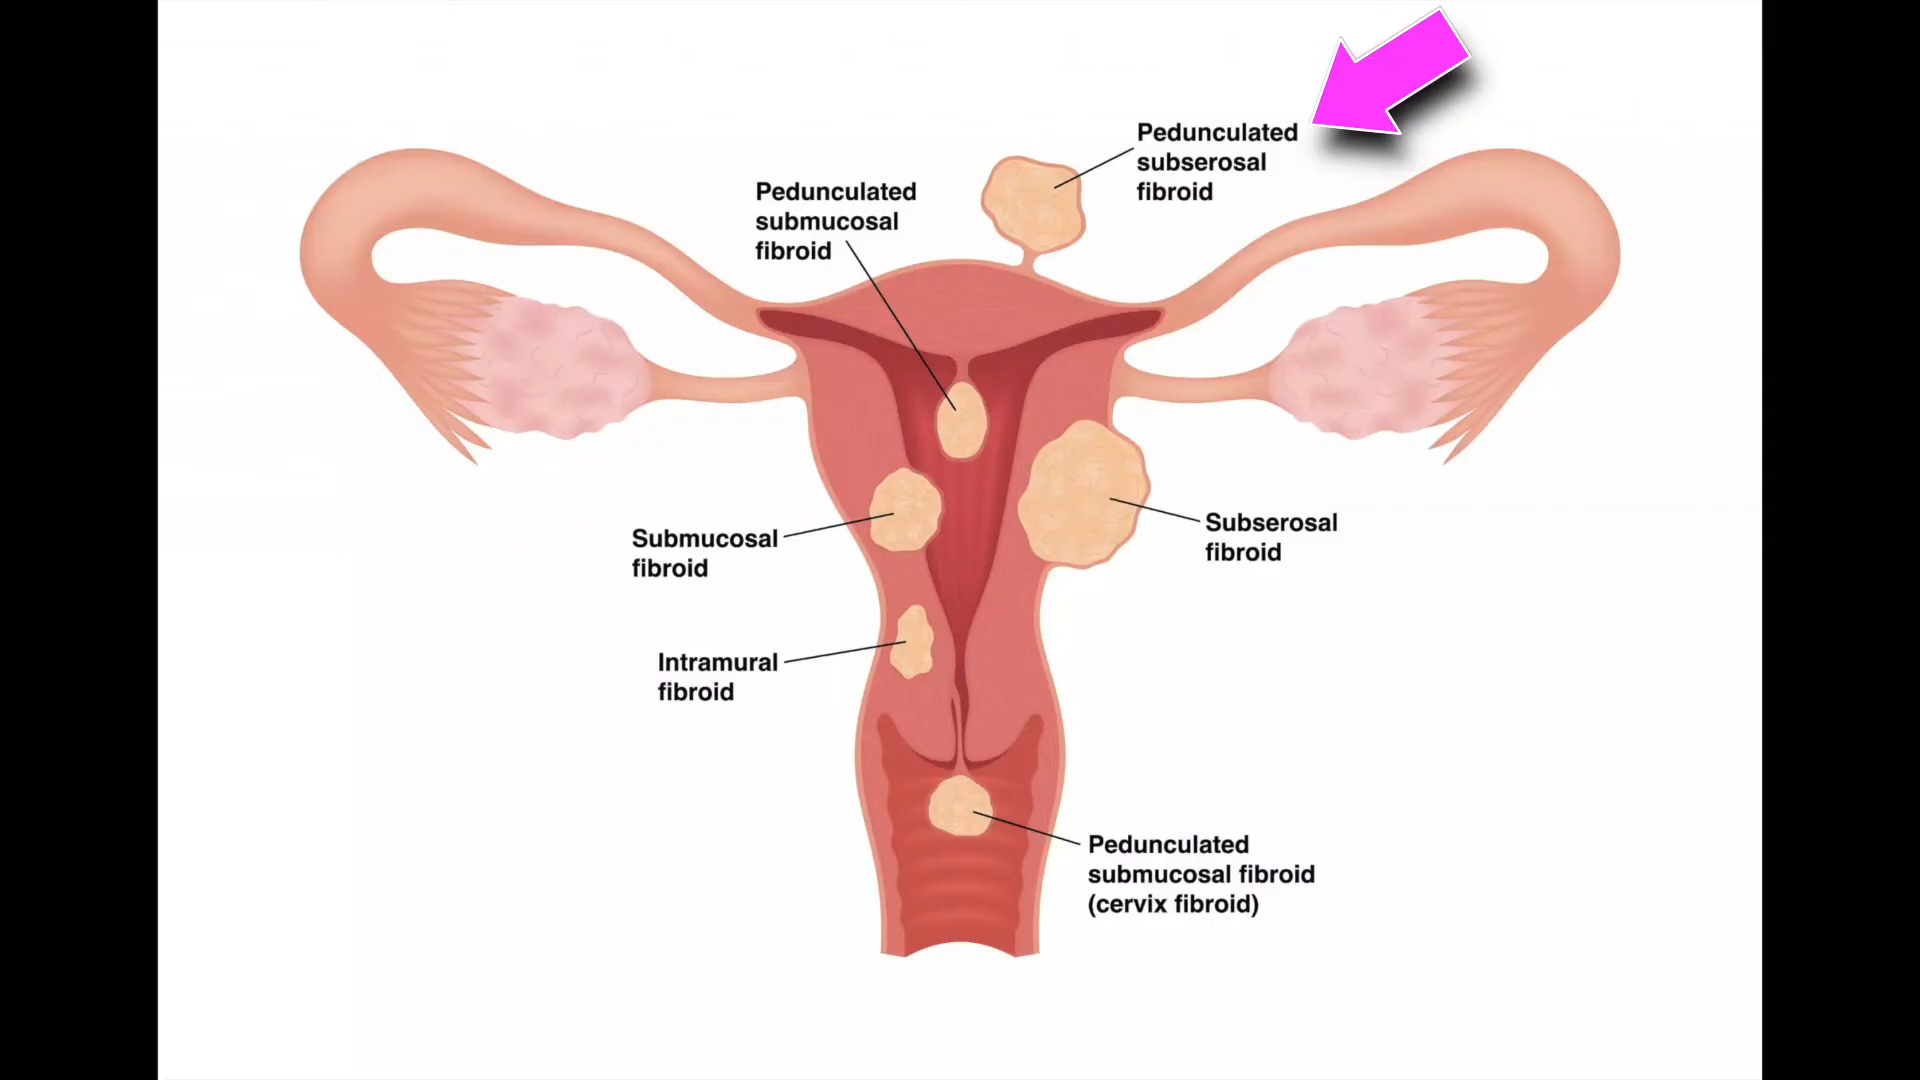 Pedunculated
subserosal
fibroid
Pedunculated
submucosal
fibroid
Submucosal
fibroid
Subserosal
fibroid
Intramural
fibroid
Pedunculated
submucosal fibroid
(cervix fibroid)